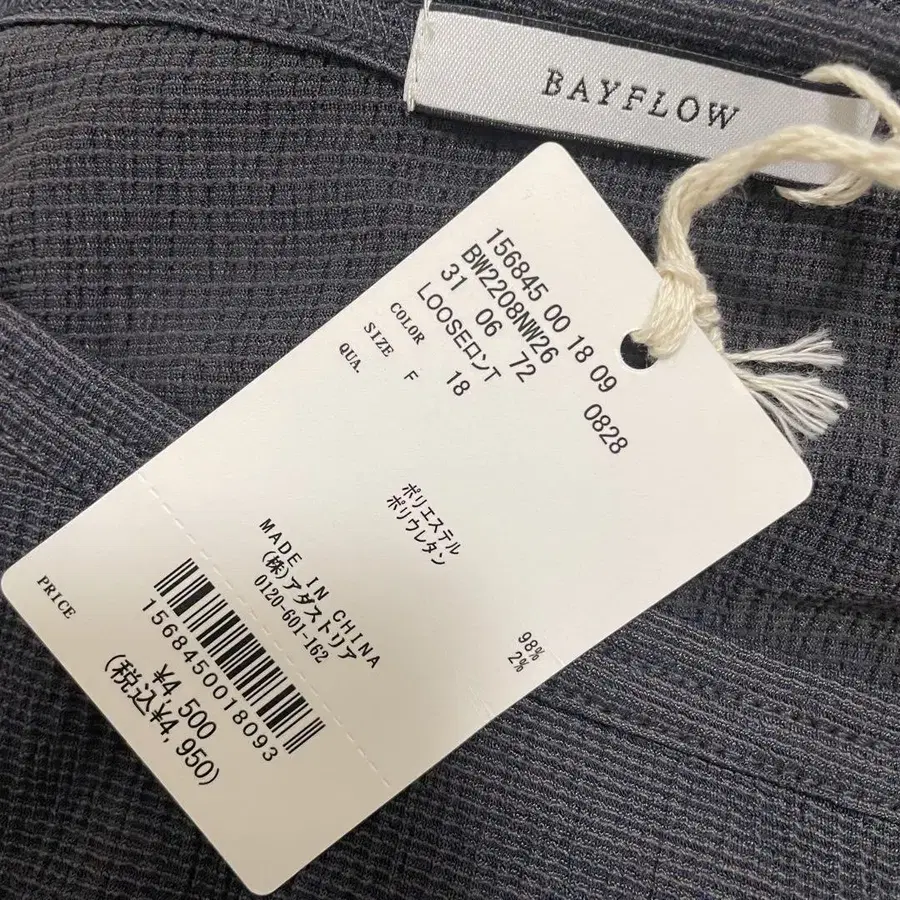 BAYFLOW
156845 00 18 09
BW2208NW26
31 06 72 0828
LOOSEロンT
COLOR 18
SIZE F
QUA.
ポリエステル 98%
ポリウレタン 2%
MADE IN CHINA
(株)アダストリア
0120-601-162
1568450018093
PRICE
¥4,500
(税込¥4,950)